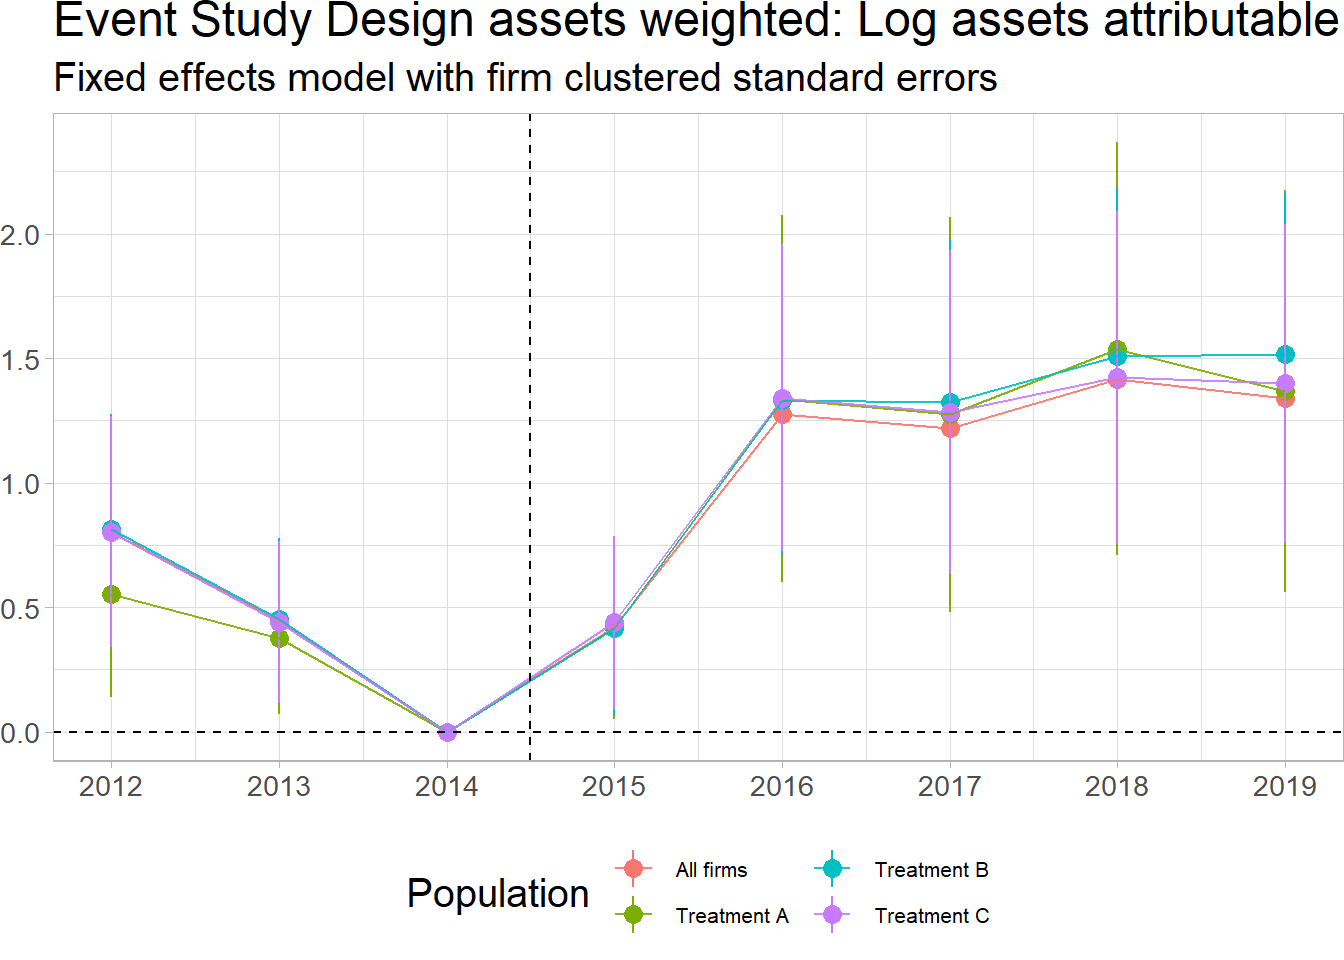 Event Study Design assets weighted: Log assets attributable
Fixed effects model with firm clustered standard errors
2.0
1.5
1.0
0.5
0.0
2012 2013 2014 2015 2016 2017 2018 2019
Population
All firms Treatment B
Treatment A Treatment C